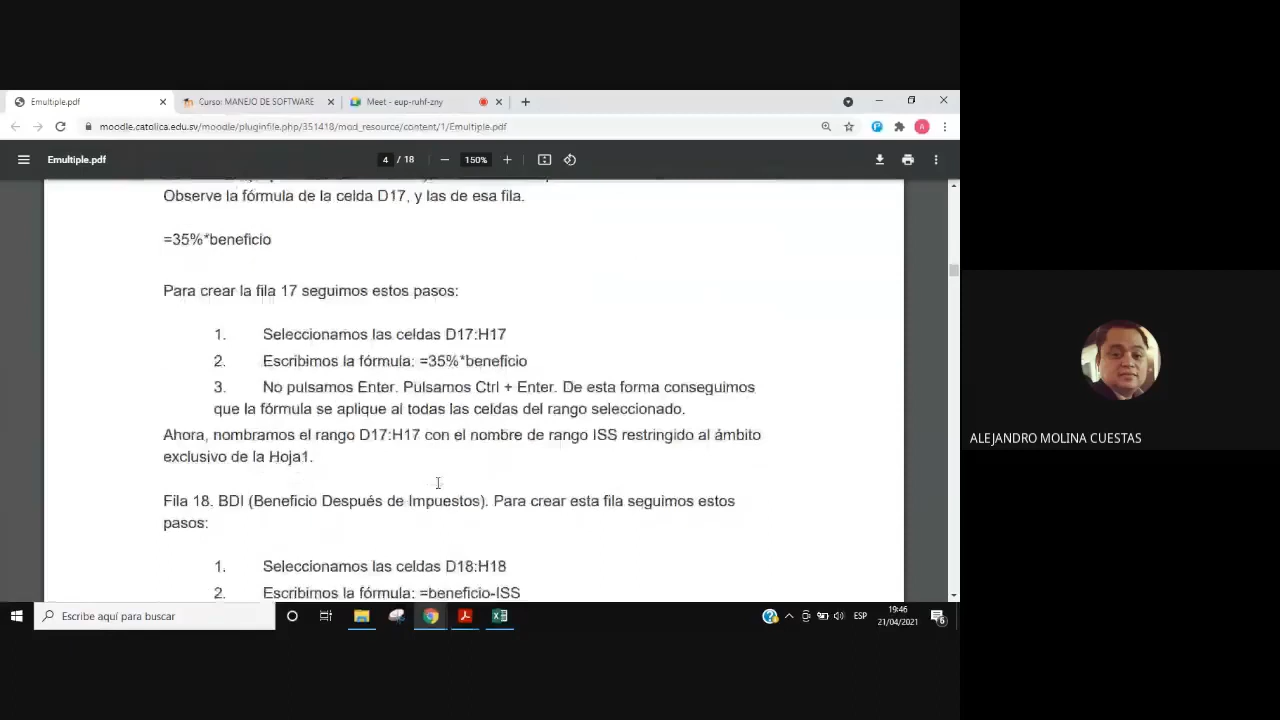 Emultiple.pdf
Curso: MANEJO DE SOFTWARE
Meet - eup-ruhf-zny
moodle.catolica.edu.sv/moodle/pluginfile.php/351418/mod_resource/content/1/Emultiple.pdf
Emultiple.pdf
4 / 18
150%
Observe la fórmula de la celda D17, y las de esa fila.
=35%*beneficio
Para crear la fila 17 seguimos estos pasos:
1. Seleccionamos las celdas D17:H17
2. Escribimos la fórmula: =35%*beneficio
3. No pulsamos Enter. Pulsamos Ctrl + Enter. De esta forma conseguimos
que la fórmula se aplique al todas las celdas del rango seleccionado.
Ahora, nombramos el rango D17:H17 con el nombre de rango ISS restringido al ámbito
exclusivo de la Hoja1.
Fila 18. BDI (Beneficio Después de Impuestos). Para crear esta fila seguimos estos
pasos:
1. Seleccionamos las celdas D18:H18
2. Escribimos la fórmula: =beneficio-ISS
ALEJANDRO MOLINA CUESTAS
Escribe aquí para buscar
ESP
19:46
21/04/2021
6